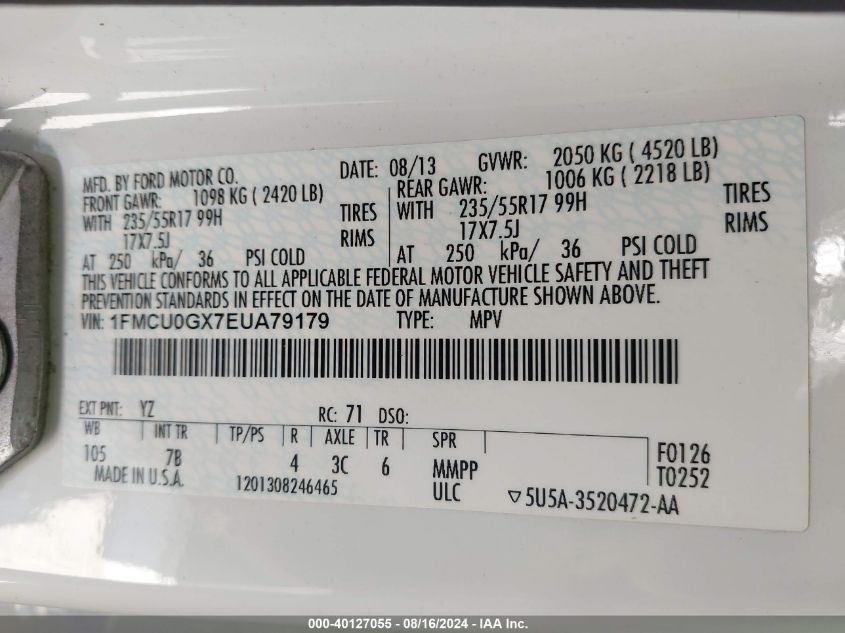 MFD. BY FORD MOTOR CO. DATE: 08/13 GVWR: 2050 KG ( 4520 LB)
FRONT GAWR: 1098 KG ( 2420 LB) REAR GAWR: 1006 KG ( 2218 LB)
WITH 235/55R17 99H TIRES WITH 235/55R17 99H TIRES
17X7.5J RIMS 17X7.5J RIMS
AT 250 kPa/ 36 PSI COLD AT 250 kPa/ 36 PSI COLD
THIS VEHICLE CONFORMS TO ALL APPLICABLE FEDERAL MOTOR VEHICLE SAFETY AND THEFT
PREVENTION STANDARDS IN EFFECT ON THE DATE OF MANUFACTURE SHOWN ABOVE.
VIN: 1FMCU0GX7EUA79179 TYPE: MPV
EXT PNT: YZ RC: 71 DSO:
WB INT TR TP/PS R AXLE TR SPR
105 7B 4 3C 6 MMPP F0126
MADE IN U.S.A. 1201308246465 ULC T0252
▽5U5A-3520472-AA
000-40127055 - 08/16/2024 - IAA Inc.